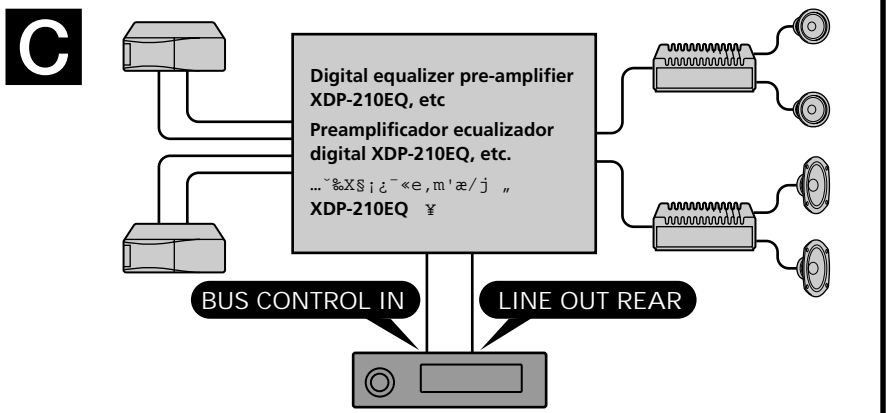 C
Digital equalizer pre-amplifier
XDP-210EQ, etc
Preamplificador ecualizador
digital XDP-210EQ, etc.
…ˇ‰X§¡¿¯«e,m'æ/j „
XDP-210EQ ¥
BUS CONTROL IN
LINE OUT REAR